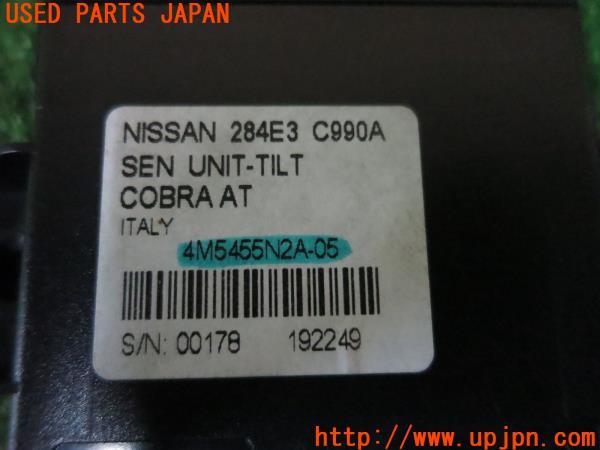 USED PARTS JAPAN
NISSAN 284E3 C990A
SEN UNIT-TILT
COBRA AT
ITALY
4M5455N2A-05
S/N: 00178 192249
http://www.upjpn.com